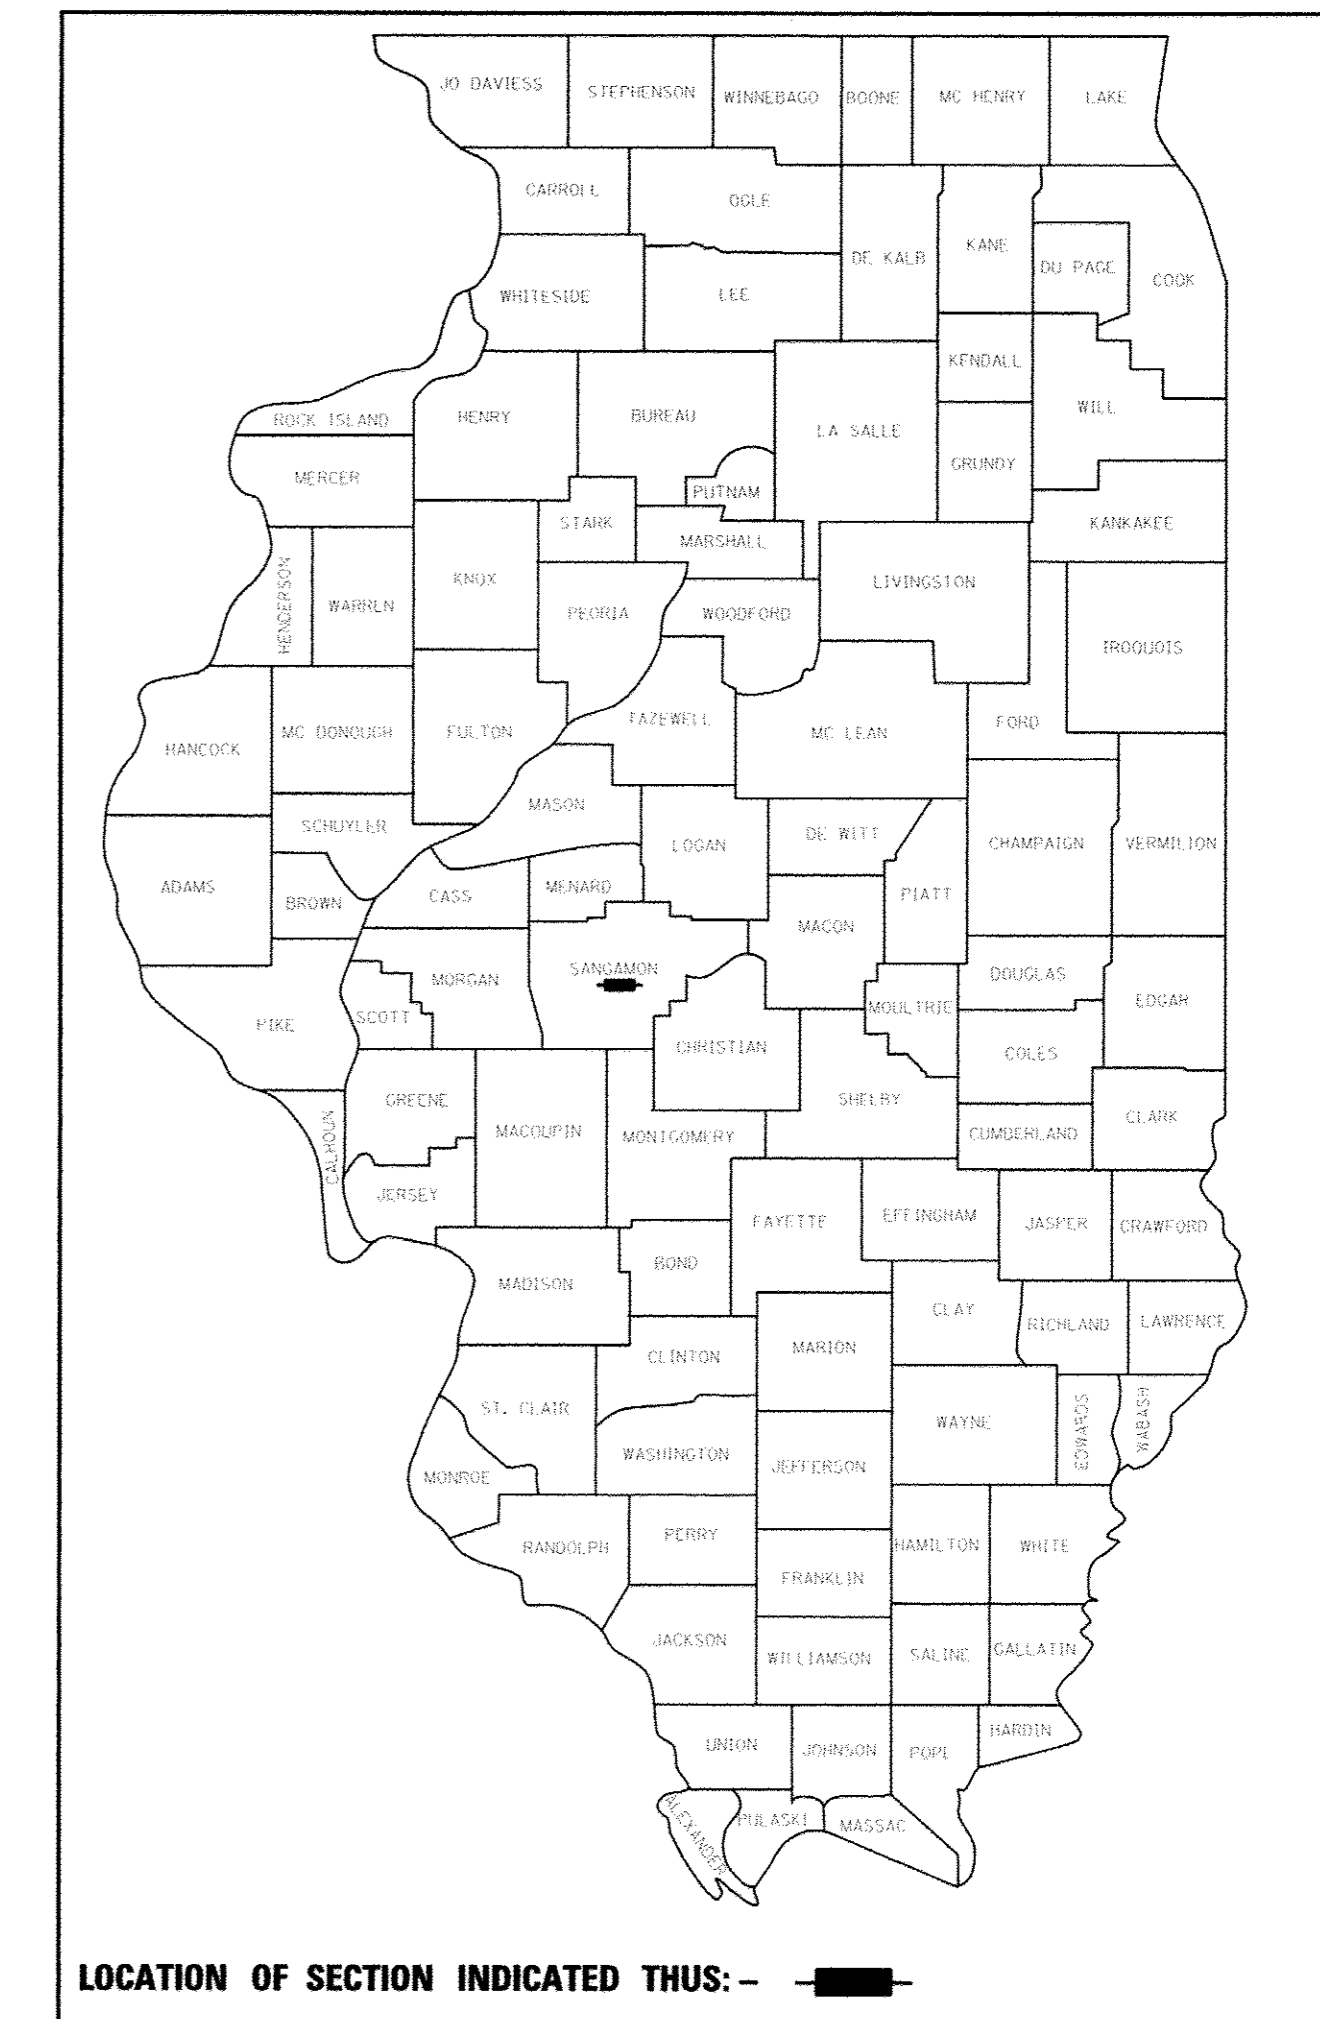 JO DAVIESS
STEPHENSON
WINNEBAGO
BOONE
MC HENRY
LAKE
CARROLL
OGLE
DE KALB
KANE
DU PAGE
COOK
WHITESIDE
LEE
KENDALL
ROCK ISLAND
HENRY
BUREAU
LA SALLE
WILL
GRUNDY
MERCER
PUTNAM
STARK
MARSHALL
KANKAKEE
HENDERSON
WARREN
KNOX
PEORIA
WOODFORD
LIVINGSTON
IROQUOIS
HANCOCK
MC DONOUGH
FULTON
TAZEWELL
MC LEAN
FORD
MASON
SCHUYLER
LOGAN
DE WITT
CHAMPAIGN
VERMILION
ADAMS
BROWN
CASS
MENARD
PIATT
MACON
SANGAMON
MORGAN
DOUGLAS
EDGAR
PIKE
SCOTT
MOULTRIE
CHRISTIAN
COLES
GREENE
SHELBY
CALHOUN
MACOUPIN
MONTGOMERY
CUMBERLAND
CLARK
JERSEY
FAYETTE
EFFINGHAM
JASPER
CRAWFORD
BOND
MADISON
CLAY
RICHLAND
LAWRENCE
CLINTON
MARION
ST. CLAIR
WAYNE
EDWARDS
WABASH
WASHINGTON
JEFFERSON
MONROE
RANDOLPH
PERRY
HAMILTON
WHITE
FRANKLIN
JACKSON
WILLIAMSON
SALINE
GALLATIN
UNION
JOHNSON
POPE
HARDIN
ALEXANDER
PULASKI
MASSAC
LOCATION OF SECTION INDICATED THUS: –